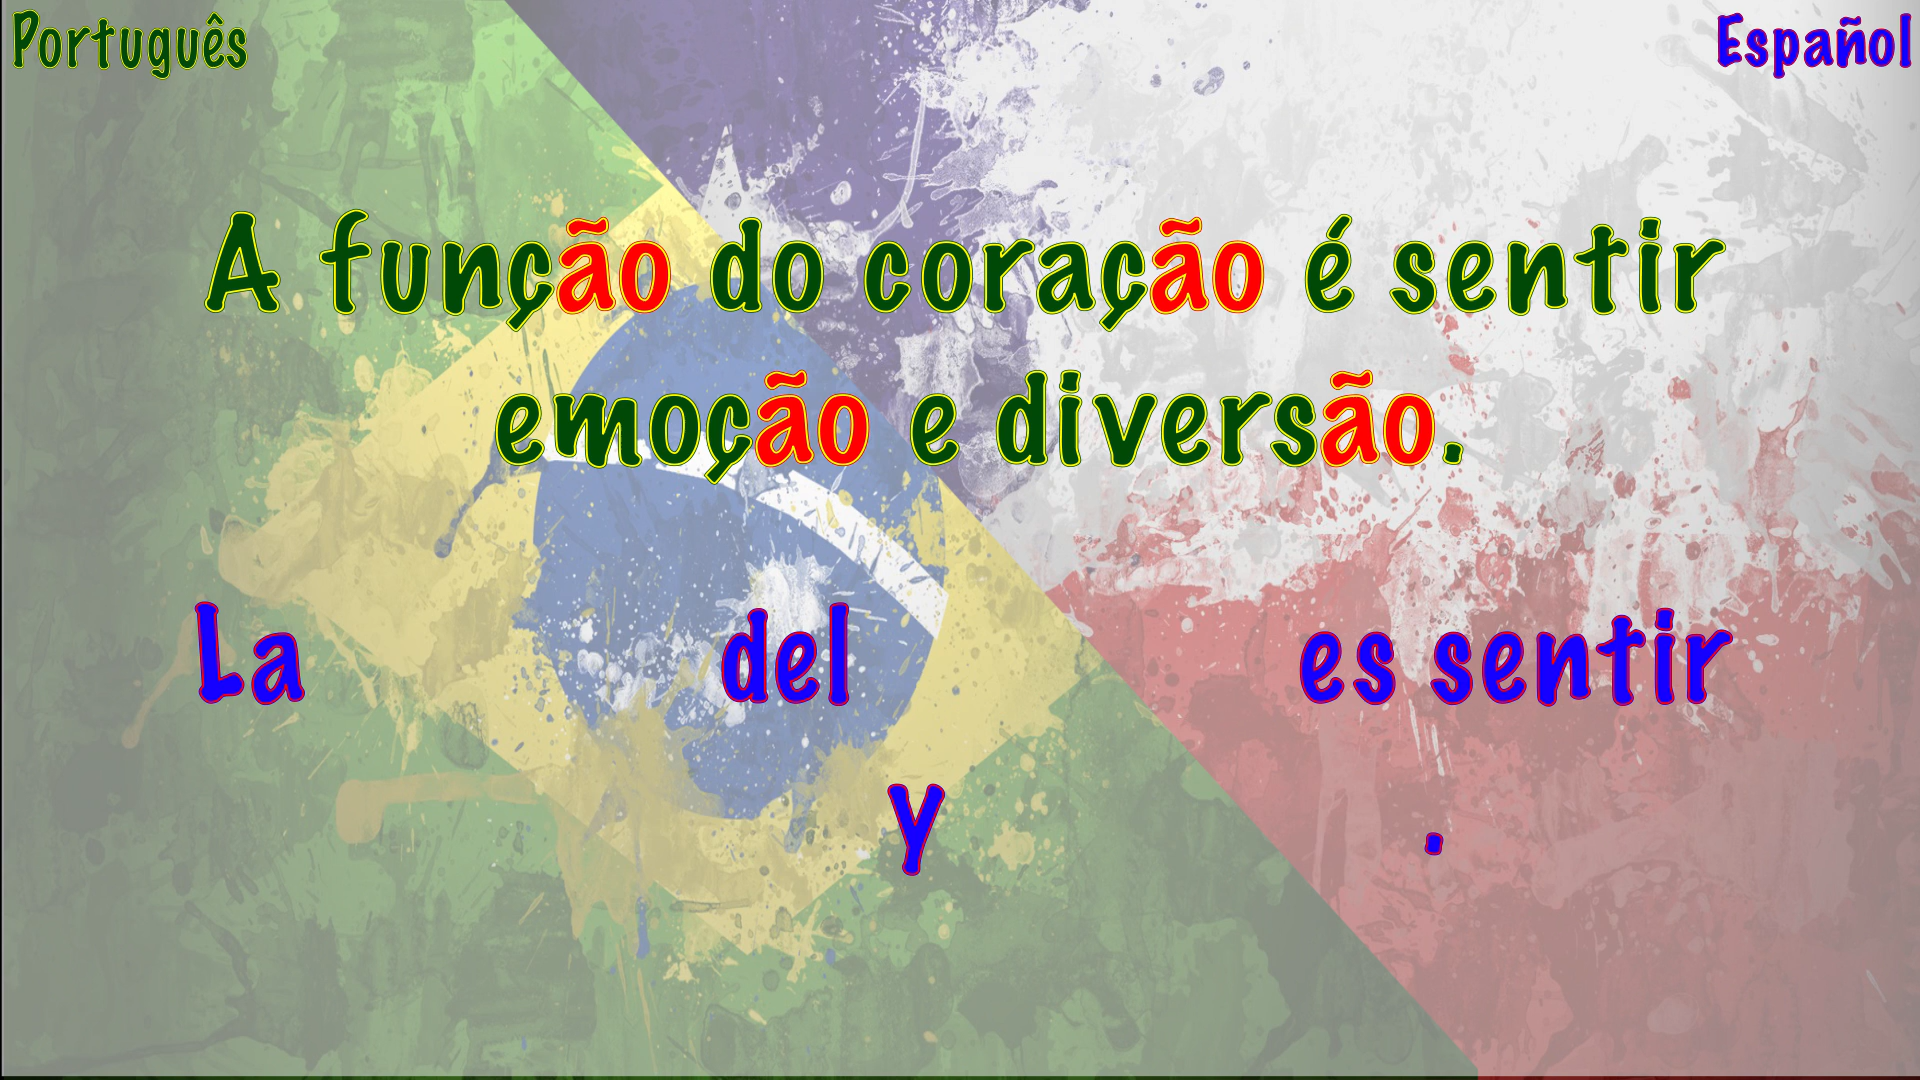 Português
Español
A função do coração é sentir
emoção e diversão.
La del es sentir
y .